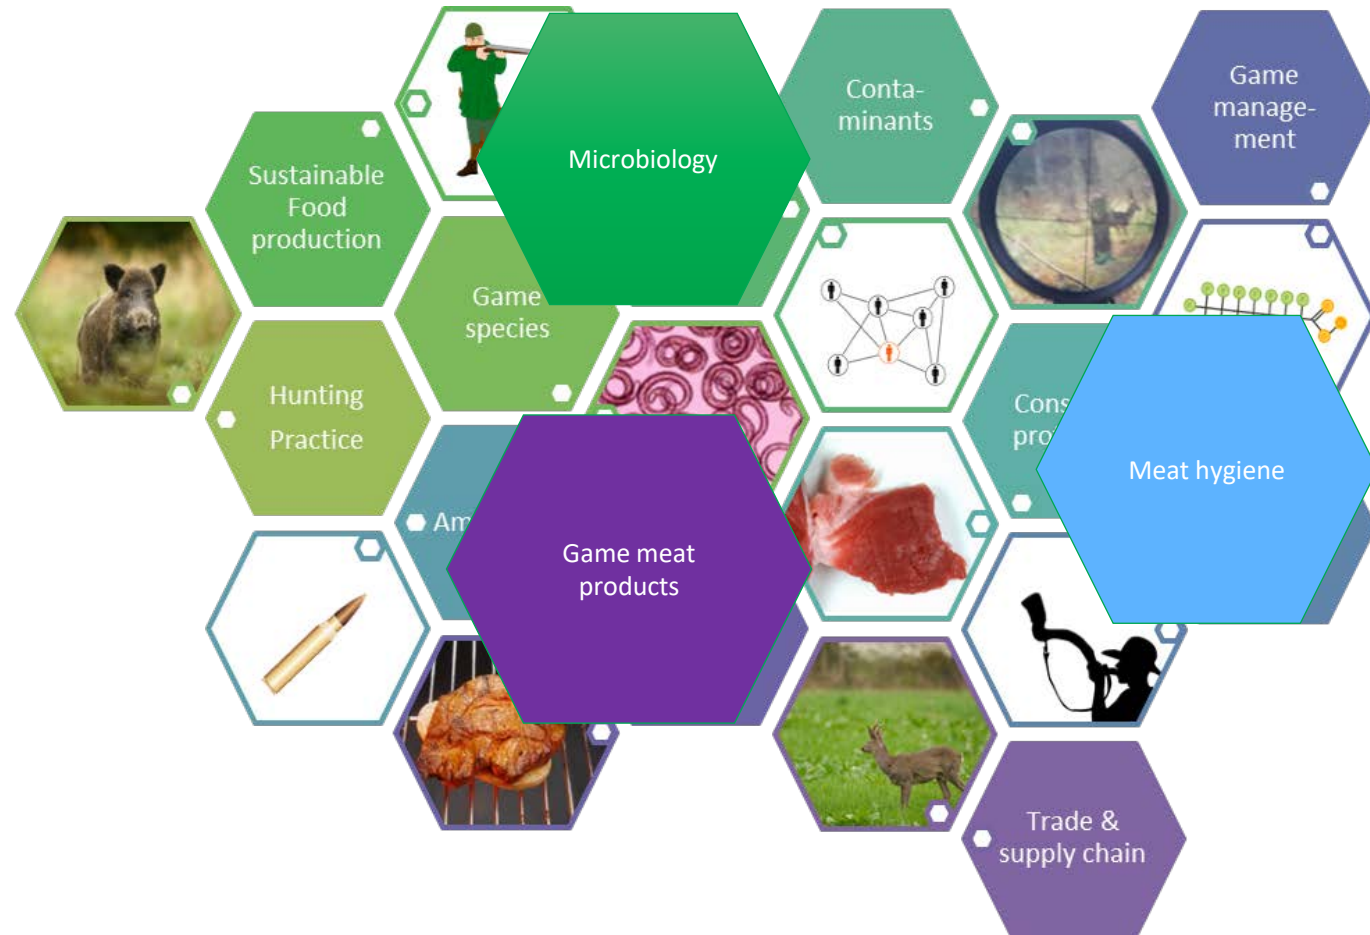 Conta-
minants
Game
manage-
ment
Microbiology
Sustainable
Food
production
Game
species
Hunting
Practice
Meat hygiene
Game meat
products
Trade &
supply chain